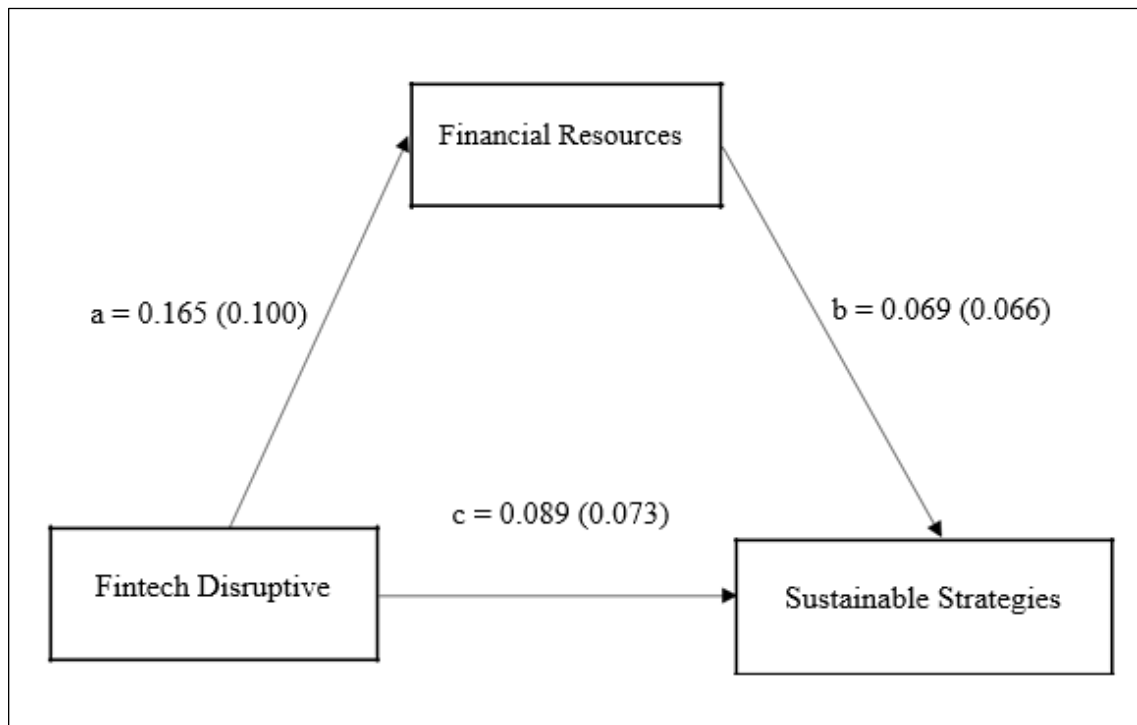 Financial Resources
a = 0.165 (0.100)
b = 0.069 (0.066)
c = 0.089 (0.073)
Fintech Disruptive
Sustainable Strategies